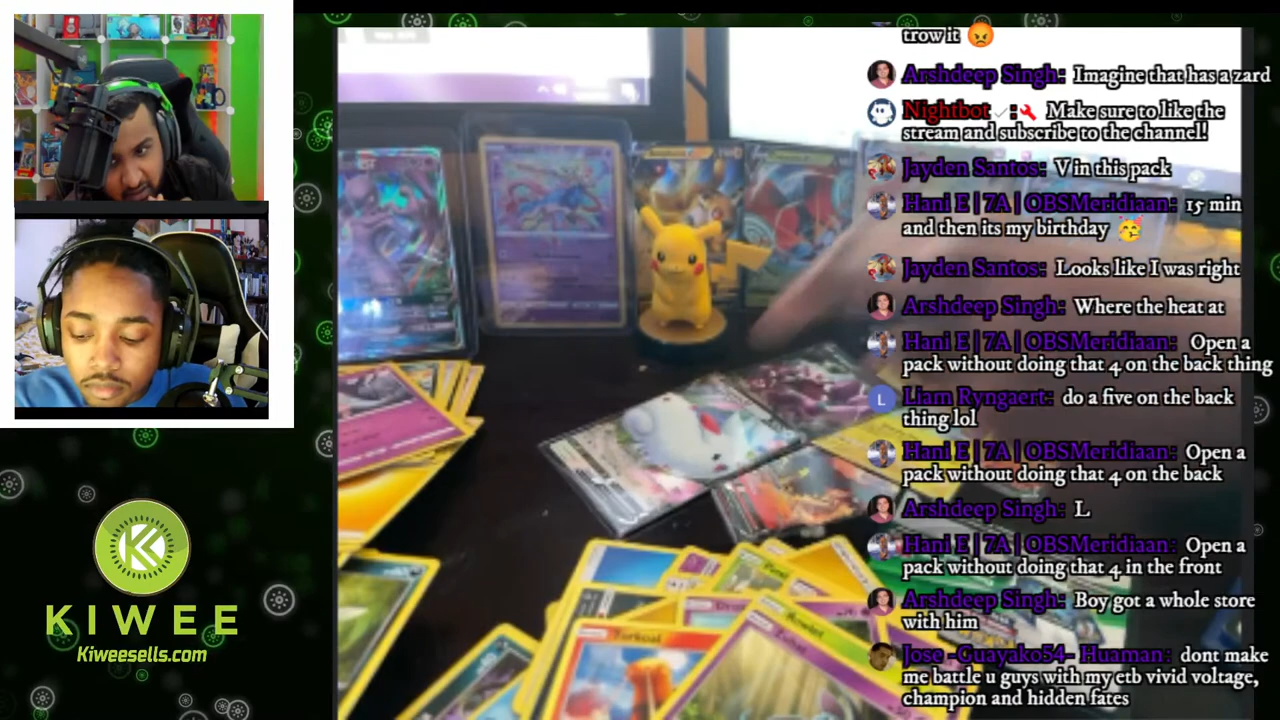 trow it 😡
Arshdeep Singh: Imagine that has a zard
Nightbot ✓:🔧 Make sure to like the
stream and subscribe to the channel!
Jayden Santos: V in this pack
Hani E | 7A | OBSMeridiaan: 15 min
and then its my birthday 🥳
Jayden Santos: Looks like I was right
Arshdeep Singh: Where the heat at
Hani E | 7A | OBSMeridiaan: Open a
pack without doing that 4 on the back thing
L
Liam Ryngaert: do a five on the back
thing lol
Hani E | 7A | OBSMeridiaan: Open a
pack without doing that 4 on the back
Arshdeep Singh: L
Hani E | 7A | OBSMeridiaan: Open a
pack without doing that 4 in the front
Arshdeep Singh: Boy got a whole store
with him
Jose -Guayako54- Huaman: dont make
me battle u guys with my etb vivid voltage,
champion and hidden fates
K
KIWEE
Kiweesells.com
Torkoal
Rowlet